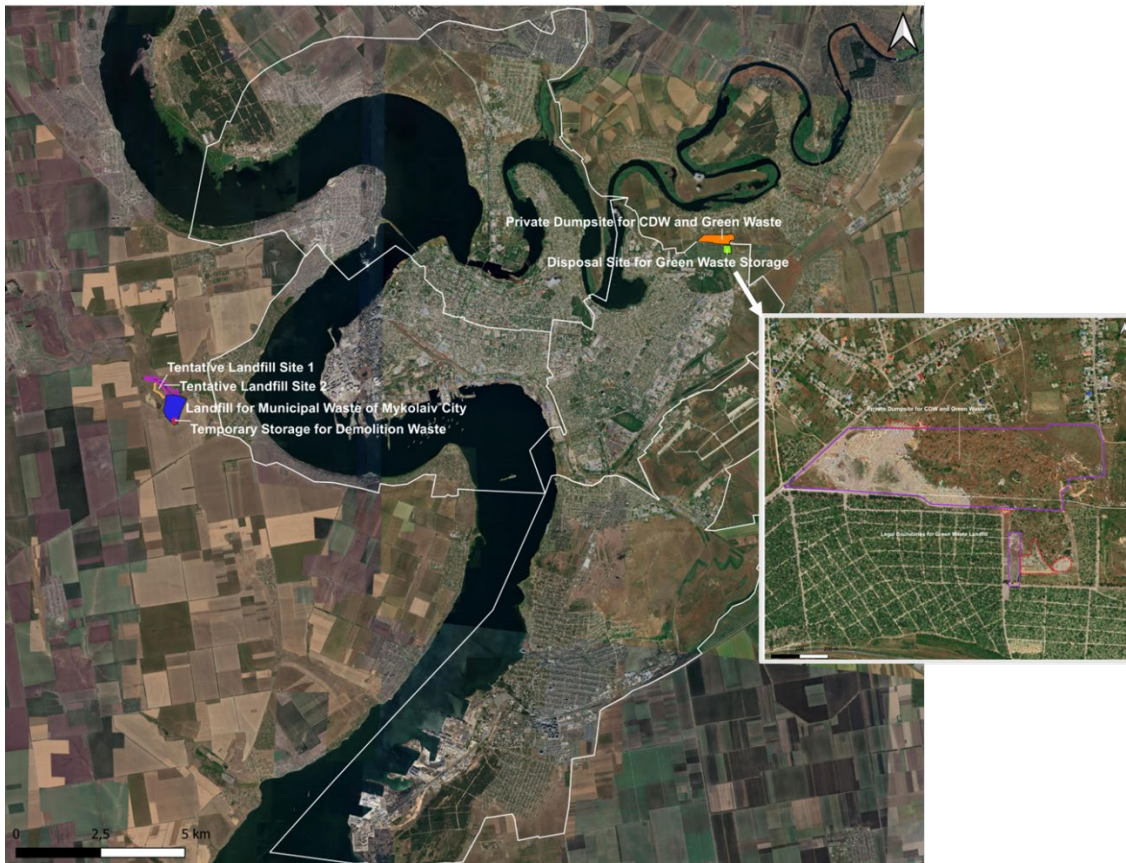 Private Dumpsite for CDW and Green Waste
Disposal Site for Green Waste Storage
Tentative Landfill Site 1
Tentative Landfill Site 2
Landfill for Municipal Waste of Mykolaiv City
Temporary Storage for Demolition Waste
Private Dumpsite for CDW and Green Waste
Legal Boundaries for Green Waste Landfill
0 2,5 5 km